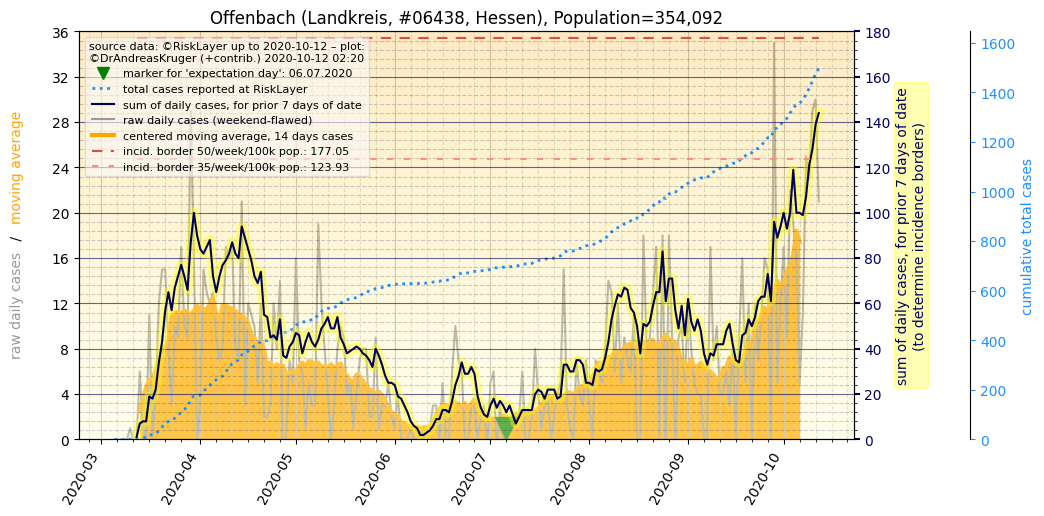 Offenbach (Landkreis, #06438, Hessen), Population=354,092
source data: ©RiskLayer up to 2020-10-12 – plot:
©DrAndreasKruger (+contrib.) 2020-10-12 02:20
marker for 'expectation day': 06.07.2020
total cases reported at RiskLayer
sum of daily cases, for prior 7 days of date
raw daily cases (weekend-flawed)
centered moving average, 14 days cases
incid. border 50/week/100k pop.: 177.05
incid. border 35/week/100k pop.: 123.93
raw daily cases / moving average
36
32
28
24
20
16
12
8
4
0
2020-03
2020-04
2020-05
2020-06
2020-07
2020-08
2020-09
2020-10
180
160
140
120
100
80
60
40
20
0
sum of daily cases, for prior 7 days of date
(to determine incidence borders)
1600
1400
1200
1000
800
600
400
200
0
cumulative total cases